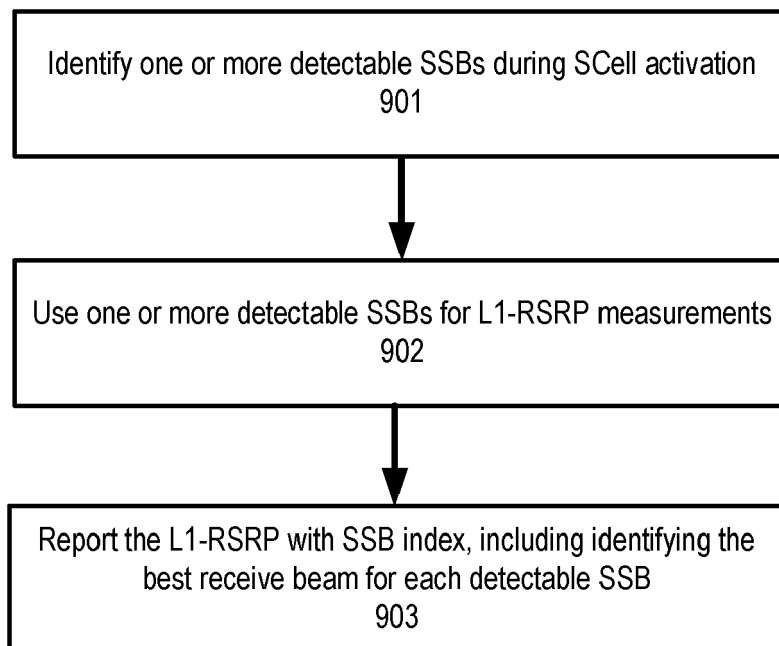 Identify one or more detectable SSBs during SCell activation
901
Use one or more detectable SSBs for L1-RSRP measurements
902
Report the L1-RSRP with SSB index, including identifying the
best receive beam for each detectable SSB
903